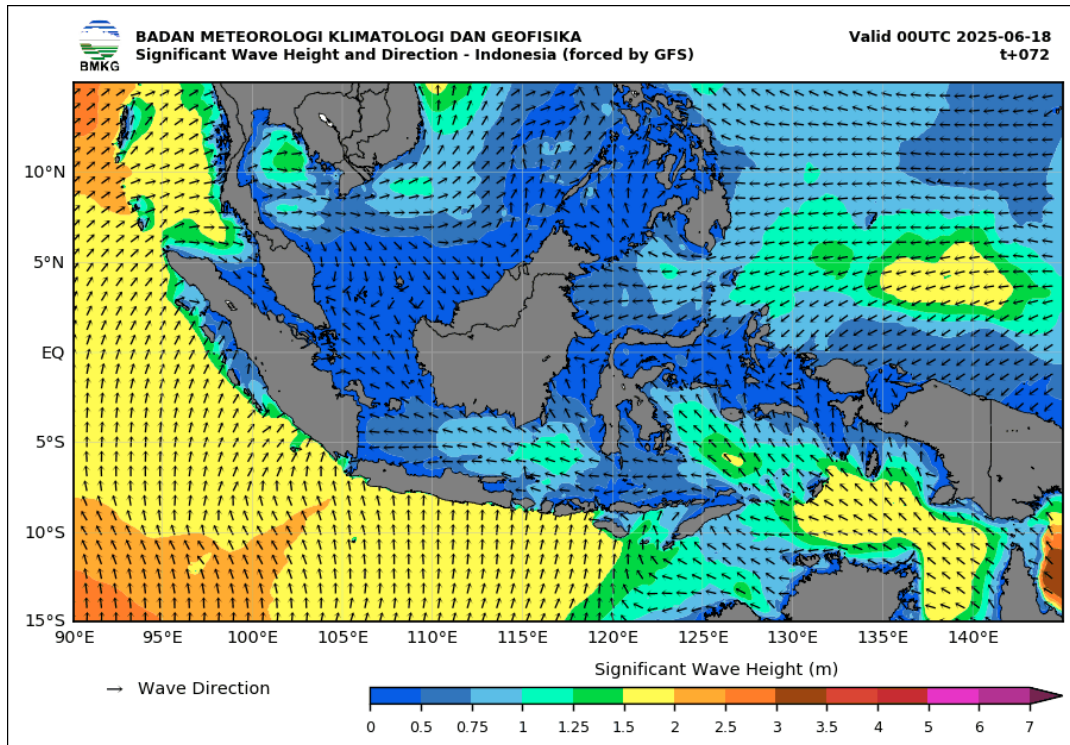 BADAN METEOROLOGI KLIMATOLOGI DAN GEOFISIKA
Significant Wave Height and Direction - Indonesia (forced by GFS)
Valid 00UTC 2025-06-18
t+072
BMKG
10°N
5°N
EQ
5°S
10°S
15°S
90°E 95°E 100°E 105°E 110°E 115°E 120°E 125°E 130°E 135°E 140°E
Wave Direction
Significant Wave Height (m)
0 0.5 0.75 1 1.25 1.5 2 2.5 3 3.5 4 5 6 7